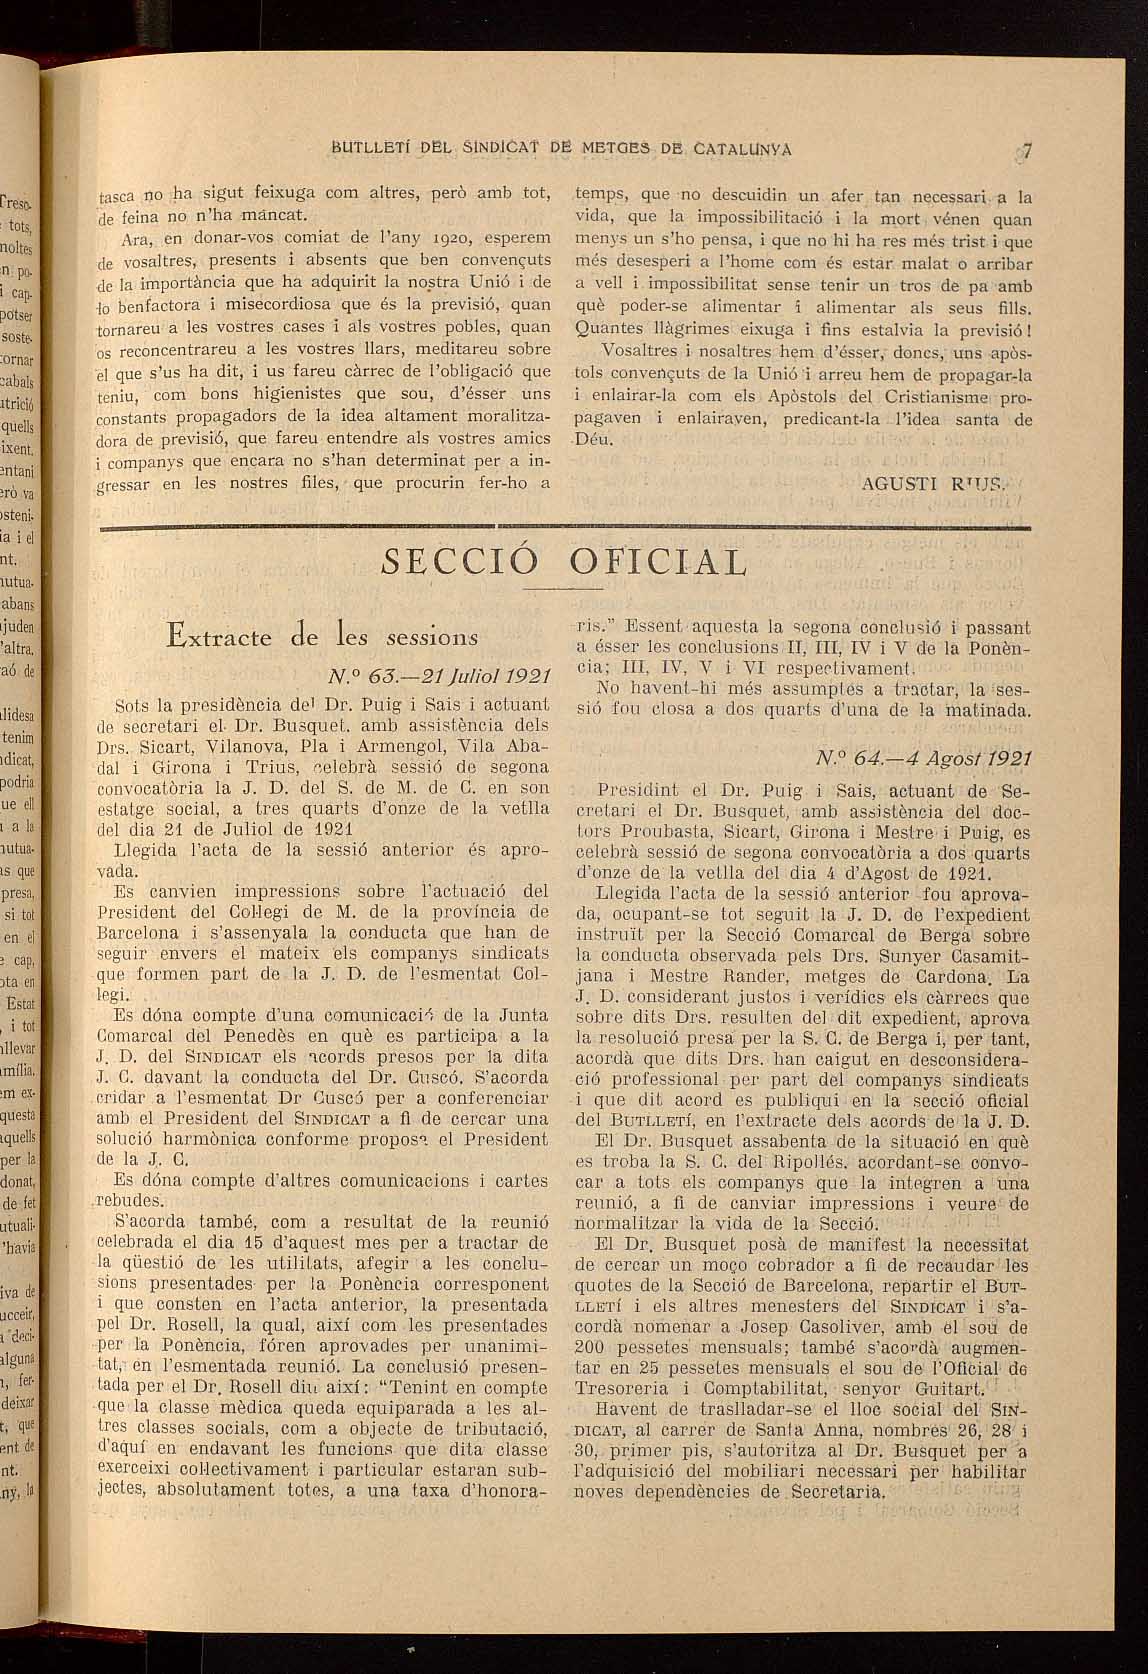 BUTLLETÍ DEL SINDICAT DE METGES DE CATALUNYA 7
tasca no ha sigut feixuga com altres, però amb tot,
de feina no n'ha mancat.
Ara, en donar-vos comiat de l'any 1920, esperem
de vosaltres, presents i absents que ben convençuts
de la importància que ha adquirit la nostra Unió i de
lo benfactora i misericordiosa que és la previsió, quan
tornareu a les vostres cases i als vostres pobles, quan
os reconcentrareu a les vostres llars, meditareu sobre
el que s'us ha dit, i us fareu càrrec de l'obligació que
teniu, com bons higienistes que sou, d'ésser uns
constants propagadors de la idea altament moralitza-
dora de previsió, que fareu entendre als vostres amics
i companys que encara no s'han determinat per a in-
gressar en les nostres files, que procurin fer-ho a
temps, que no descuidin un afer tan necessari a la
vida, que la impossibilitació i la mort vénen quan
menys un s'ho pensa, i que no hi ha res més trist i que
més desesperi a l'home com és estar malat o arribar
a vell i impossibilitat sense tenir un tros de pa amb
què poder-se alimentar i alimentar als seus fills.
Quantes llàgrimes eixuga i fins estalvia la previsió!
Vosaltres i nosaltres hem d'ésser, doncs, uns apòs-
tols convençuts de la Unió i arreu hem de propagar-la
i enlairar-la com els Apòstols del Cristianisme pro-
pagaven i enlairaven, predicant-la l'idea santa de
Déu.
AGUSTI RIUS.
SECCIÓ OFICIAL
Extracte de les sessions
N.º 63.—21 Juliol 1921
Sots la presidència del Dr. Puig i Sais i actuant
de secretari el Dr. Busquet. amb assistència dels
Drs. Sicart, Vilanova, Pla i Armengol, Vila Aba-
dal i Girona i Trius, celebrà sessió de segona
convocatòria la J. D. del S. de M. de C. en son
estatge social, a tres quarts d'onze de la vetlla
del dia 21 de Juliol de 1921
Llegida l'acta de la sessió anterior és apro-
vada.
Es canvien impressions sobre l'actuació del
President del Col·legi de M. de la província de
Barcelona i s'assenyala la conducta que han de
seguir envers el mateix els companys sindicats
que formen part de la J. D. de l'esmentat Col-
legi.
Es dóna compte d'una comunicació de la Junta
Comarcal del Penedès en què es participa a la
J. D. del SINDICAT els acords presos per la dita
J. C. davant la conducta del Dr. Cuscó. S'acorda
cridar a l'esmentat Dr Cuscó per a conferenciar
amb el President del SINDICAT a fi de cercar una
solució harmònica conforme proposa el President
de la J. C.
Es dóna compte d'altres comunicacions i cartes
rebudes.
S'acorda també, com a resultat de la reunió
celebrada el dia 15 d'aquest mes per a tractar de
la qüestió de les utilitats, afegir a les conclu-
sions presentades per la Ponència corresponent
i que consten en l'acta anterior, la presentada
pel Dr. Rosell, la qual, així com les presentades
per la Ponència, fóren aprovades per unanimi-
tat, en l'esmentada reunió. La conclusió presen-
tada per el Dr. Rosell diu així: "Tenint en compte
que la classe mèdica queda equiparada a les al-
tres classes socials, com a objecte de tributació,
d'aquí en endavant les funcions que dita classe
exerceixi col·lectivament i particular estaran sub-
jectes, absolutament totes, a una taxa d'honora-
ris." Essent aquesta la segona conclusió i passant
a ésser les conclusions II, III, IV i V de la Ponèn-
cia; III, IV, V i VI respectivament.
No havent-hi més assumptes a tractar, la ses-
sió fou closa a dos quarts d'una de la matinada.
N.º 64.—4 Agost 1921
Presidint el Dr. Puig i Sais, actuant de Se-
cretari el Dr. Busquet, amb assistència del doc-
tors Proubasta, Sicart, Girona i Mestre i Puig, es
celebrà sessió de segona convocatòria a dos quarts
d'onze de la vetlla del dia 4 d'Agost de 1921.
Llegida l'acta de la sessió anterior fou aprova-
da, ocupant-se tot seguit la J. D. de l'expedient
instruït per la Secció Comarcal de Berga sobre
la conducta observada pels Drs. Sunyer Casamit-
jana i Mestre Rander, metges de Cardona. La
J. D. considerant justos i verídics els càrrecs que
sobre dits Drs. resulten del dit expedient, aprova
la resolució presa per la S. C. de Berga i, per tant,
acordà que dits Drs. han caigut en desconsidera-
ció professional per part del companys sindicats
i que dit acord es publiqui en la secció oficial
del BUTLLETÍ, en l'extracte dels acords de la J. D.
El Dr. Busquet assabenta de la situació en què
es troba la S. C. del Ripollés. acordant-se convo-
car a tots els companys que la integren a una
reunió, a fi de canviar impressions i veure de
normalitzar la vida de la Secció.
El Dr. Busquet posà de manifest la necessitat
de cercar un moço cobrador a fi de recaudar les
quotes de la Secció de Barcelona, repartir el BUT-
LLETÍ i els altres menesters del SINDICAT i s'a-
cordà nomenar a Josep Casoliver, amb el sou de
200 pessetes mensuals; també s'acordà augmen-
tar en 25 pessetes mensuals el sou de l'Oficial de
Tresoreria i Comptabilitat, senyor Guitart.
Havent de traslladar-se el lloc social del SIN-
DICAT, al carrer de Santa Anna, nombres 26, 28 i
30, primer pis, s'autoritza al Dr. Busquet per a
l'adquisició del mobiliari necessari per habilitar
noves dependències de Secretaria.